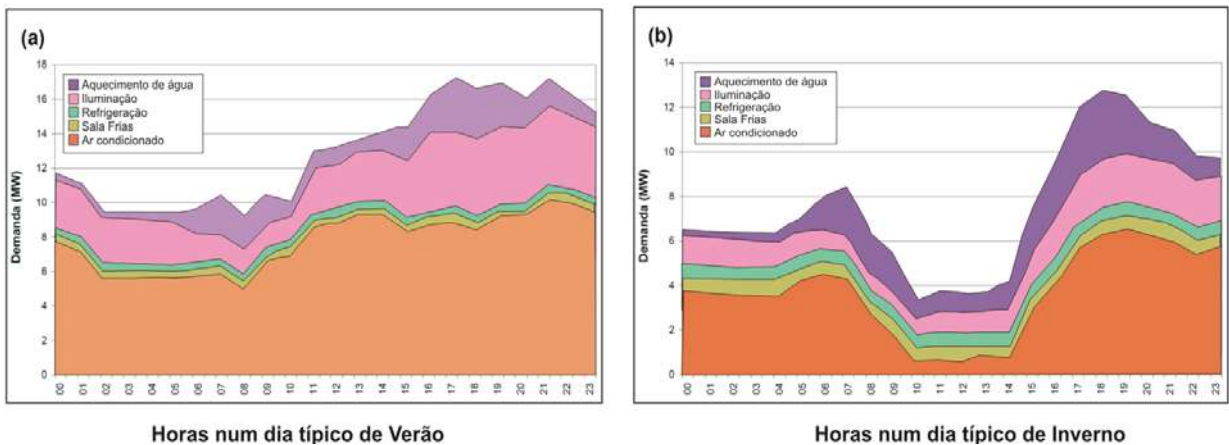 (a)
Demanda (MW)
18
16
14
12
10
8
6
4
2
0
Aquecimento de água
Iluminação
Refrigeração
Sala Frias
Ar condicionado
00 01 02 03 04 05 06 07 08 09 10 11 12 13 14 15 16 17 18 19 20 21 22 23
Horas num dia típico de Verão
(b)
Demanda (MW)
14
12
10
8
6
4
2
0
Aquecimento de água
Iluminação
Refrigeração
Sala Frias
Ar condicionado
00 01 02 03 04 05 06 07 08 09 10 11 12 13 14 15 16 17 18 19 20 21 22 23
Horas num dia típico de Inverno